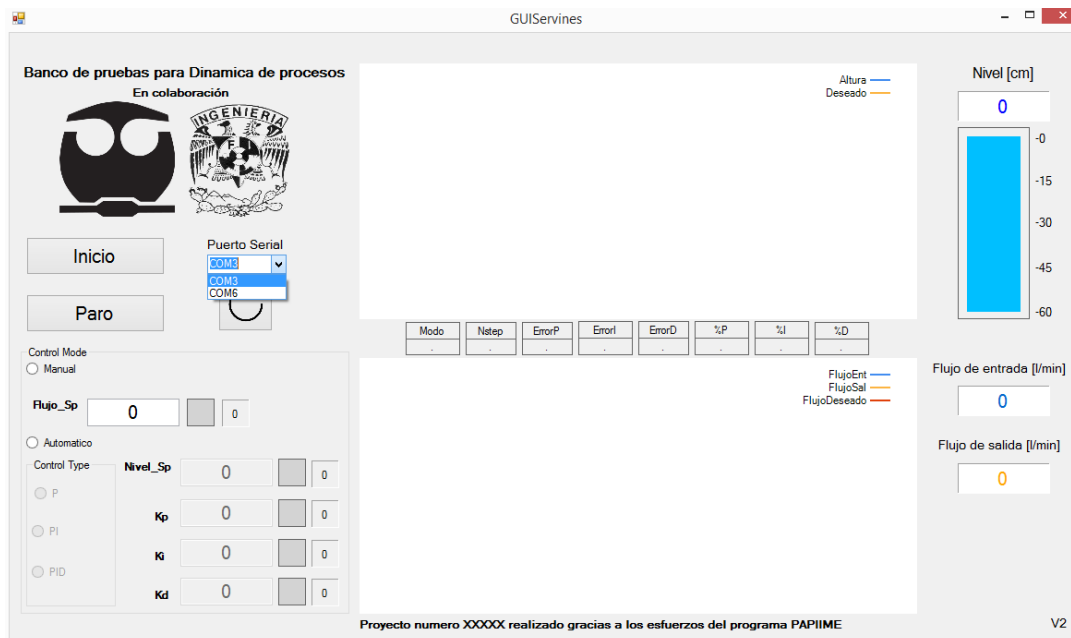 GUIServines
Banco de pruebas para Dinamica de procesos
En colaboración
INGENIERIA
F I
Inicio
Puerto Serial
COM3
COM3
COM6
Paro
Altura
Deseado
Nivel [cm]
0
-0
-15
-30
-45
-60
Modo Nstep ErrorP ErrorI ErrorD %P %I %D
. . . . . . . .
Control Mode
Manual
Flujo_Sp 0 0
Automatico
Control Type
P
PI
PID
Nivel_Sp 0 0
Kp 0 0
Ki 0 0
Kd 0 0
FlujoEnt
FlujoSal
FlujoDeseado
Flujo de entrada [l/min]
0
Flujo de salida [l/min]
0
Proyecto numero XXXXX realizado gracias a los esfuerzos del programa PAPIIME
V2